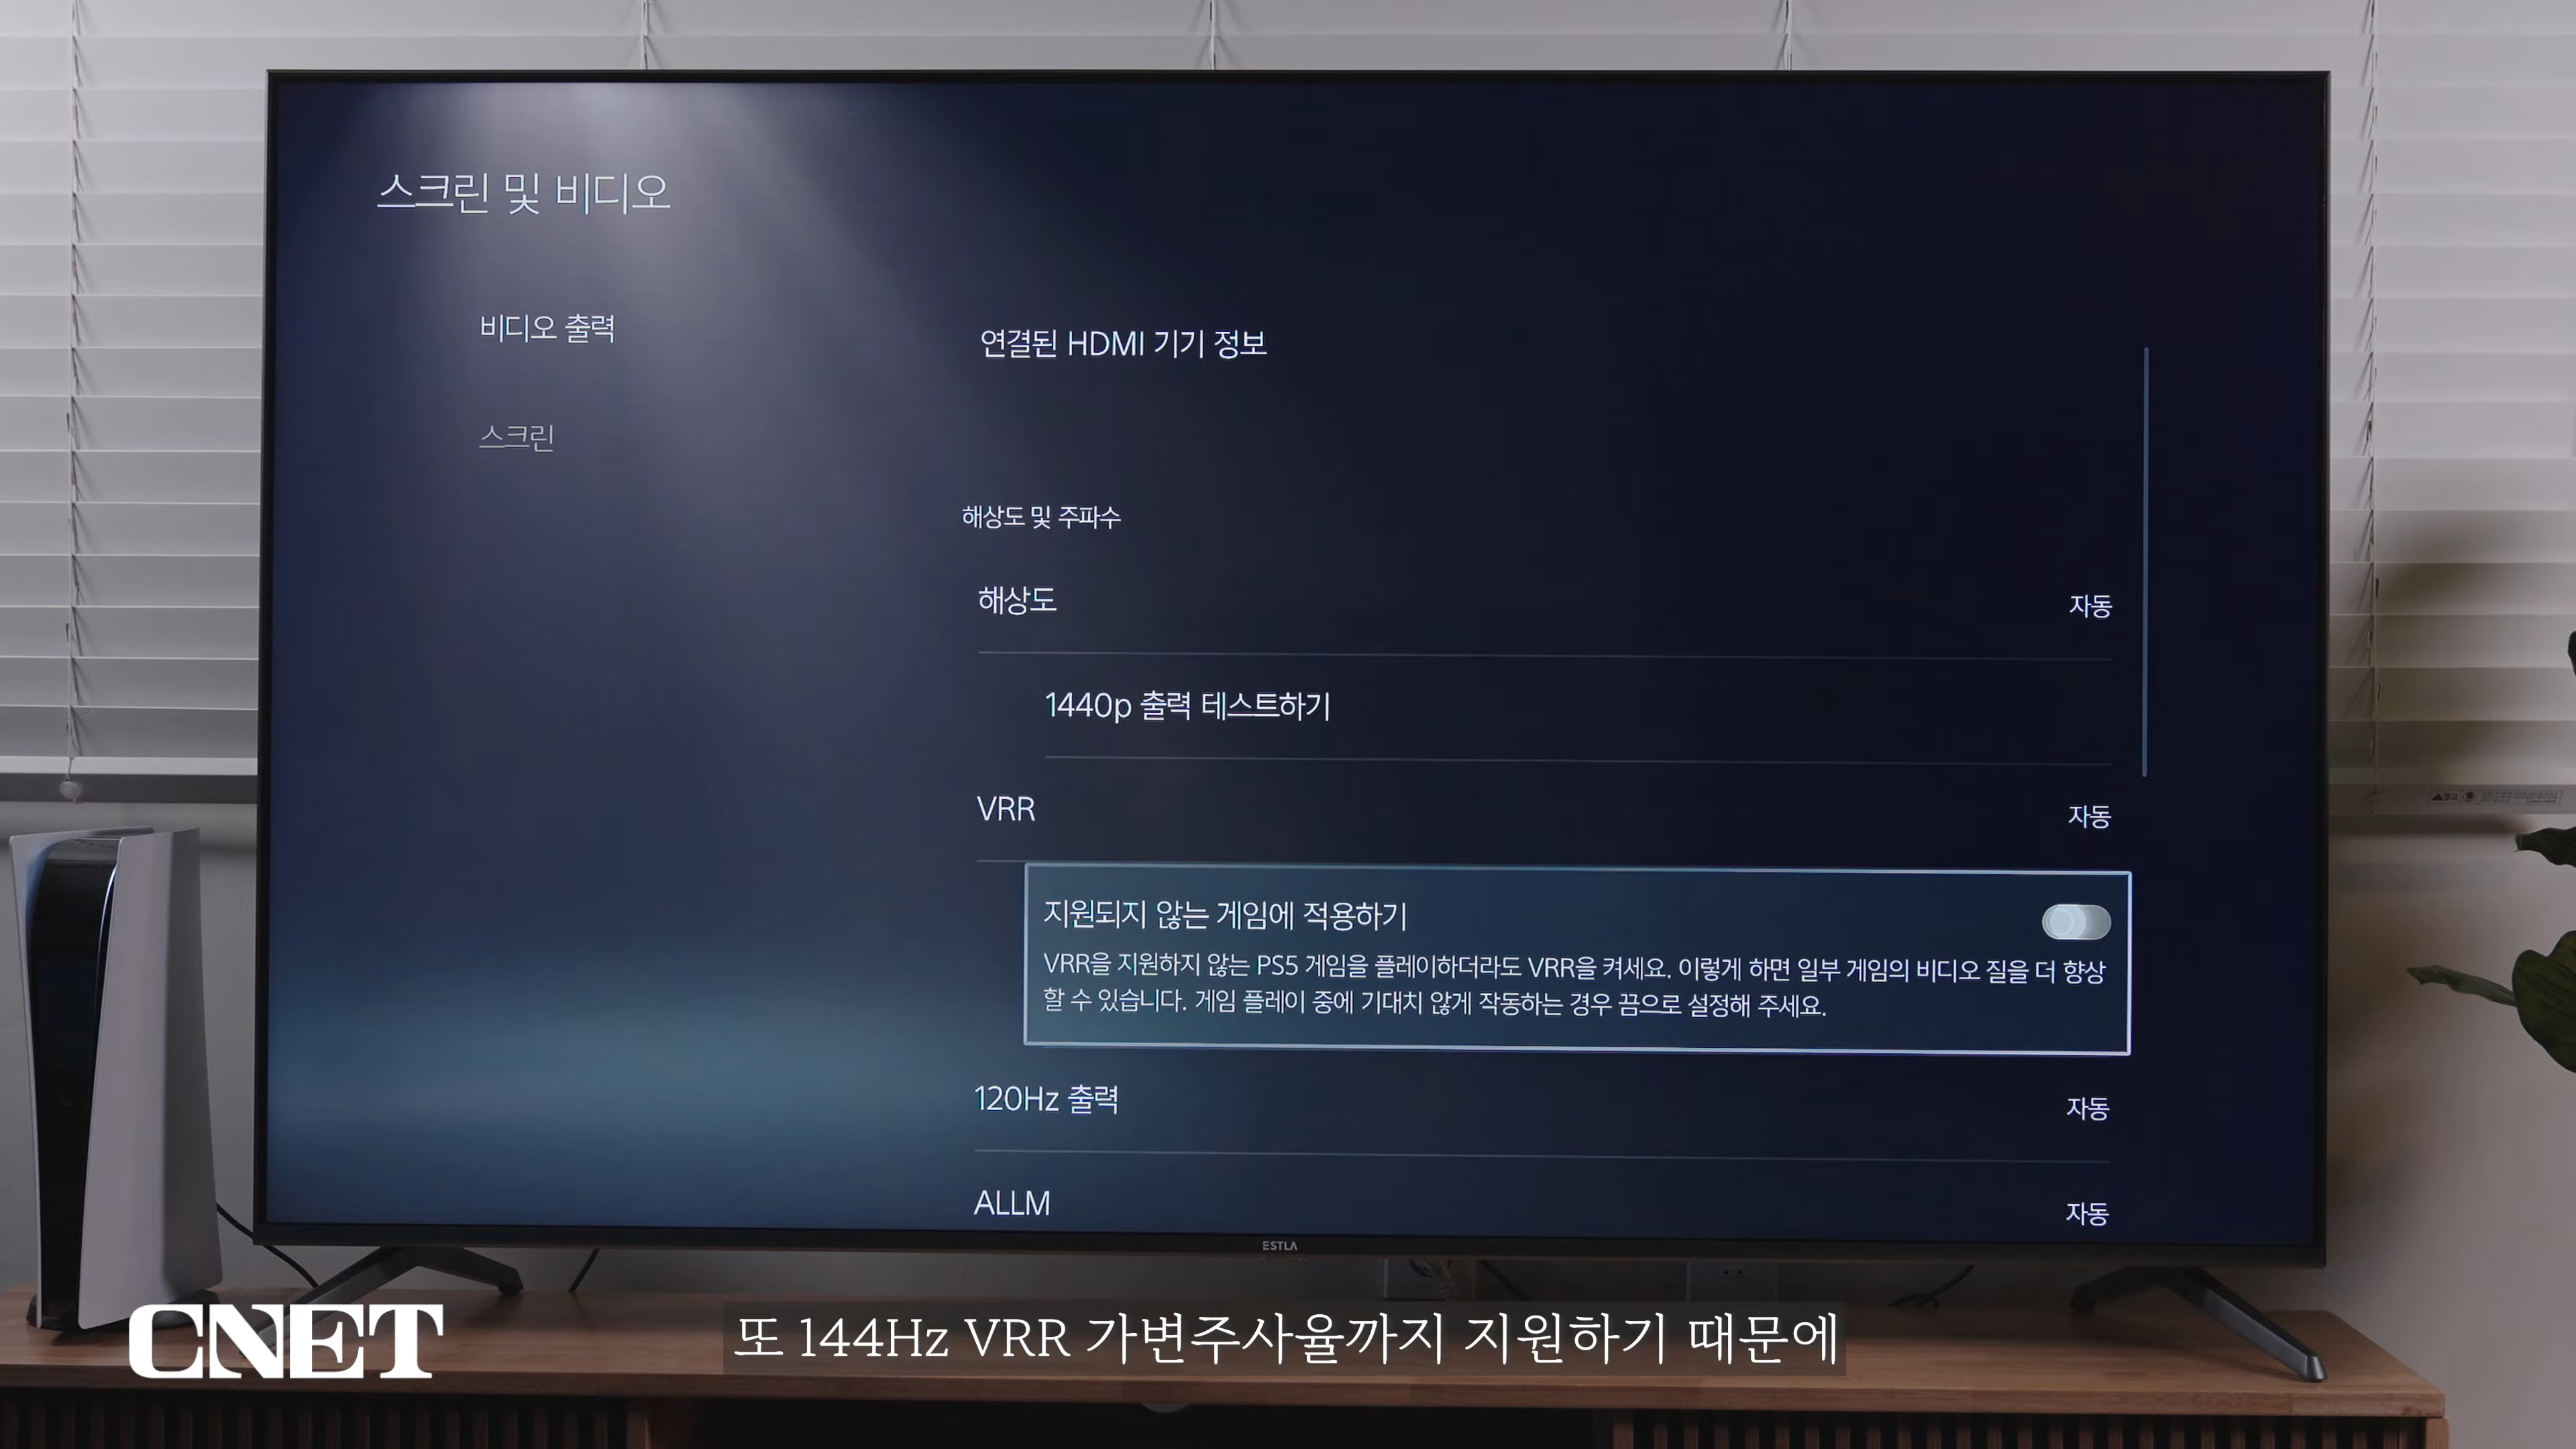 스크린 및 비디오
비디오 출력
스크린
연결된 HDMI 기기 정보
해상도 및 주파수
해상도
자동
1440p 출력 테스트하기
VRR
자동
지원되지 않는 게임에 적용하기
VRR을 지원하지 않는 PS5 게임을 플레이하더라도 VRR을 켜세요. 이렇게 하면 일부 게임의 비디오 질을 더 향상
할 수 있습니다. 게임 플레이 중에 기대치 않게 작동하는 경우 끔으로 설정해 주세요.
120Hz 출력
자동
ALLM
자동
ESTLA
CNET
또 144Hz VRR 가변주사율까지 지원하기 때문에